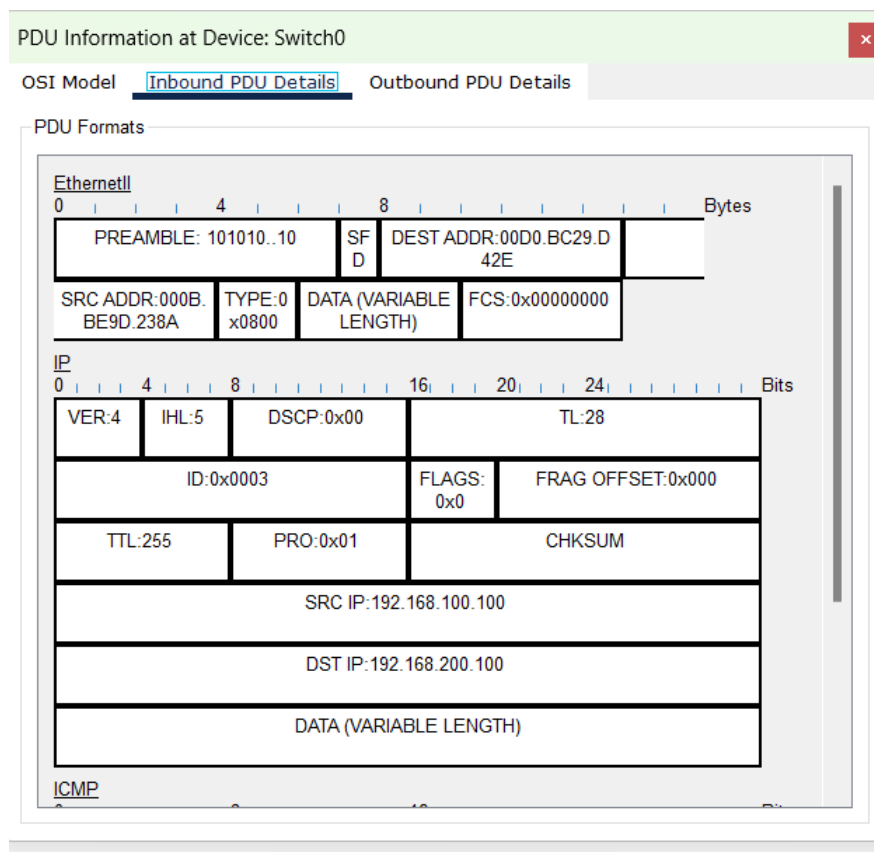 PDU Information at Device: Switch0
OSI Model Inbound PDU Details Outbound PDU Details
PDU Formats
EthernetII
0 4 8 Bytes
PREAMBLE: 101010..10 SF DEST ADDR:00D0.BC29.D
D 42E
SRC ADDR:000B. TYPE:0 DATA (VARIABLE FCS:0x00000000
BE9D.238A x0800 LENGTH)
IP
0 4 8 16 20 24 Bits
VER:4 IHL:5 DSCP:0x00 TL:28
ID:0x0003 FLAGS: FRAG OFFSET:0x000
0x0
TTL:255 PRO:0x01 CHKSUM
SRC IP:192.168.100.100
DST IP:192.168.200.100
DATA (VARIABLE LENGTH)
ICMP